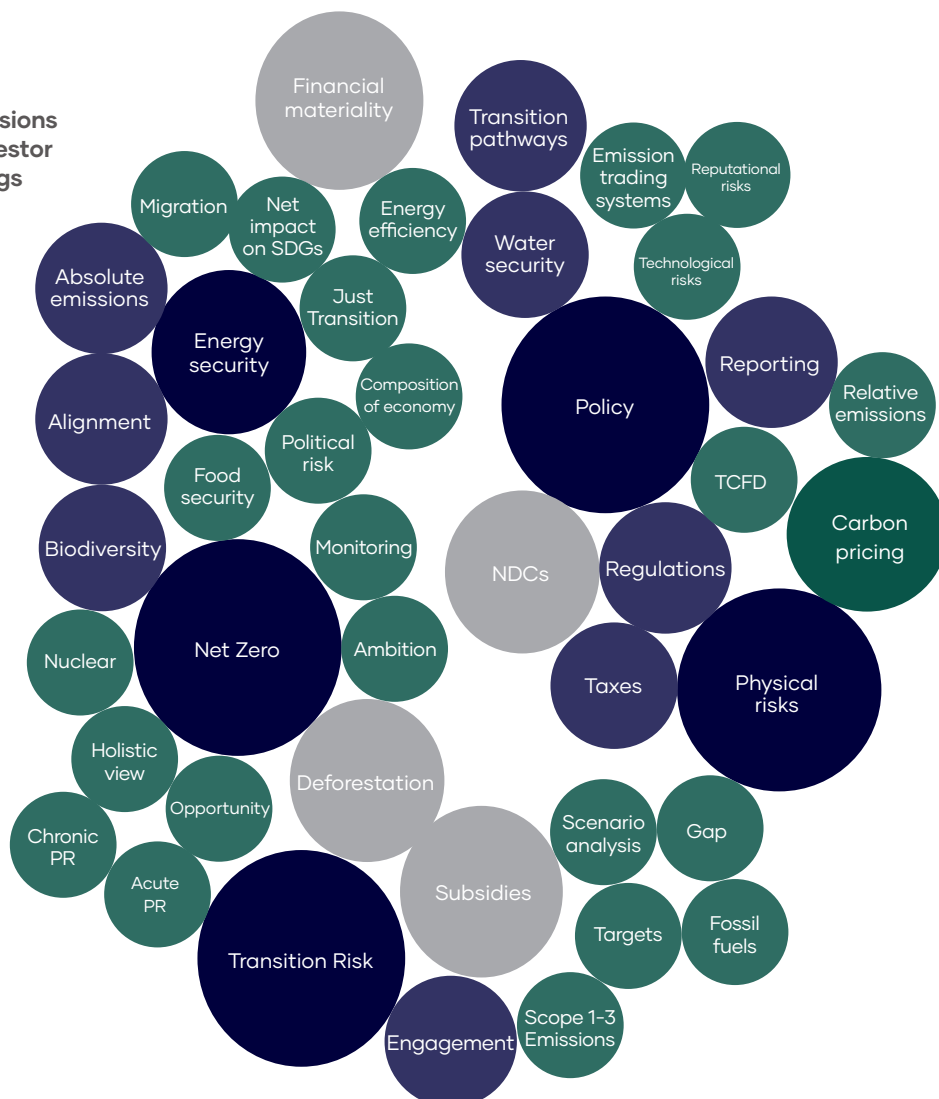 Financial
materiality
Transition
pathways
Emission
trading
systems
Reputational
risks
Migration
Net
impact
on SDGs
Energy
efficiency
Water
security
Technological
risks
Absolute
emissions
Just
Transition
Energy
security
Reporting
Composition
of economy
Relative
emissions
Policy
Alignment
Political
risk
Food
security
TCFD
Carbon
pricing
Biodiversity
Monitoring
NDCs
Regulations
Nuclear
Net Zero
Ambition
Taxes
Physical
risks
Holistic
view
Deforestation
Opportunity
Chronic
PR
Scenario
analysis
Gap
Acute
PR
Subsidies
Targets
Fossil
fuels
Transition Risk
Engagement
Scope 1-3
Emissions